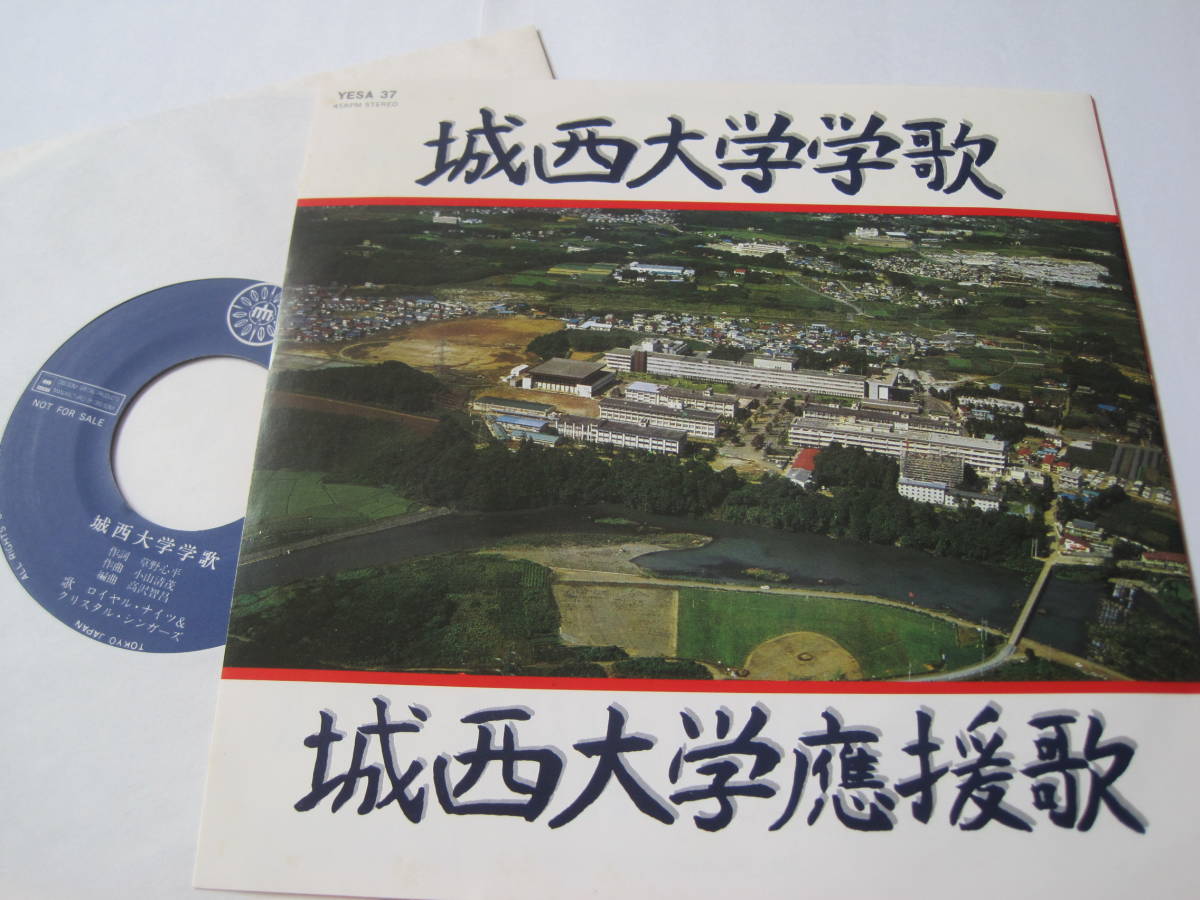 YESA 37
45RPM STEREO
城西大学学歌
城西大学應援歌
NOT FOR SALE
城西大学学歌
作詞 草野心平
作曲 小山清茂
編曲 高沢智昌
歌 ロイヤル・ナイツ&
クリスタル・シンガーズ
ALL RIGHTS
TOKYO JAPAN